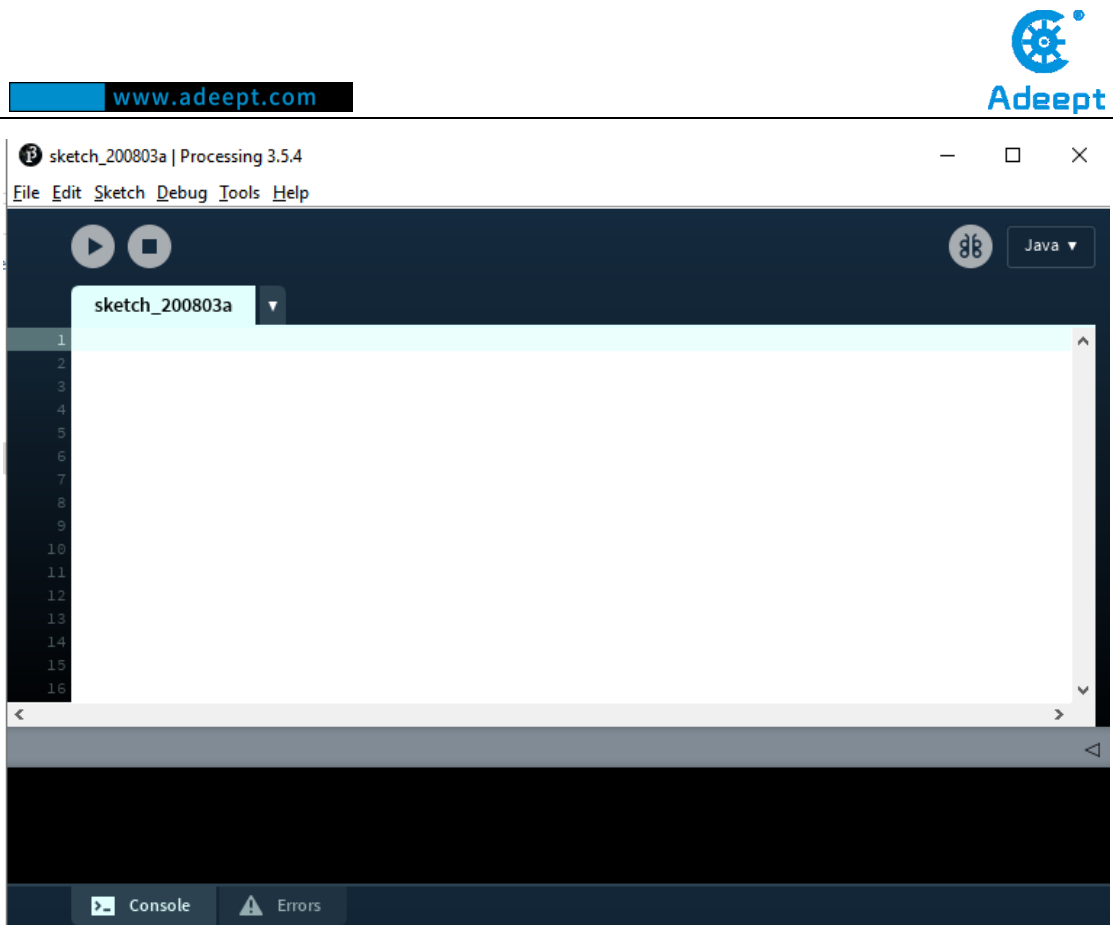 Adeept
www.adeept.com
sketch_200803a | Processing 3.5.4
File Edit Sketch Debug Tools Help
Java ▼
sketch_200803a ▼
1
2
3
4
5
6
7
8
9
10
11
12
13
14
15
16
Console Errors